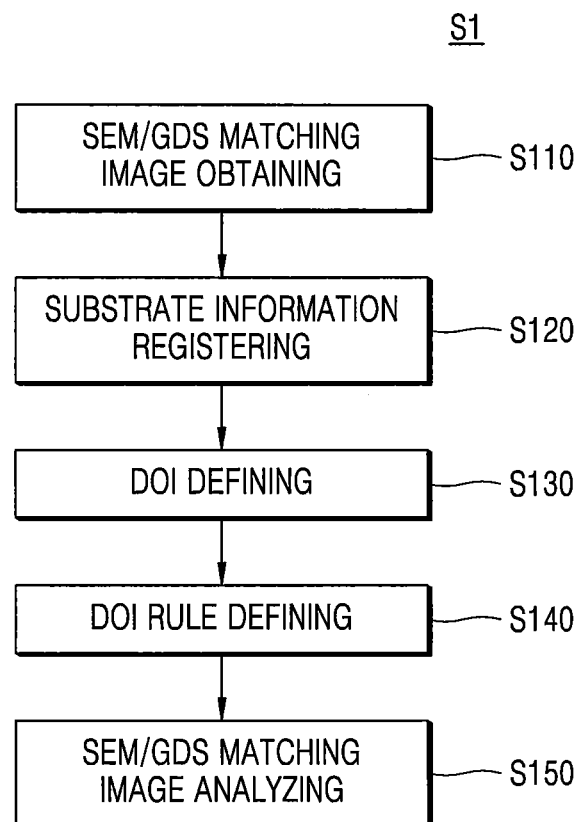 S1
SEM/GDS MATCHING
IMAGE OBTAINING
S110
SUBSTRATE INFORMATION
REGISTERING
S120
DOI DEFINING
S130
DOI RULE DEFINING
S140
SEM/GDS MATCHING
IMAGE ANALYZING
S150